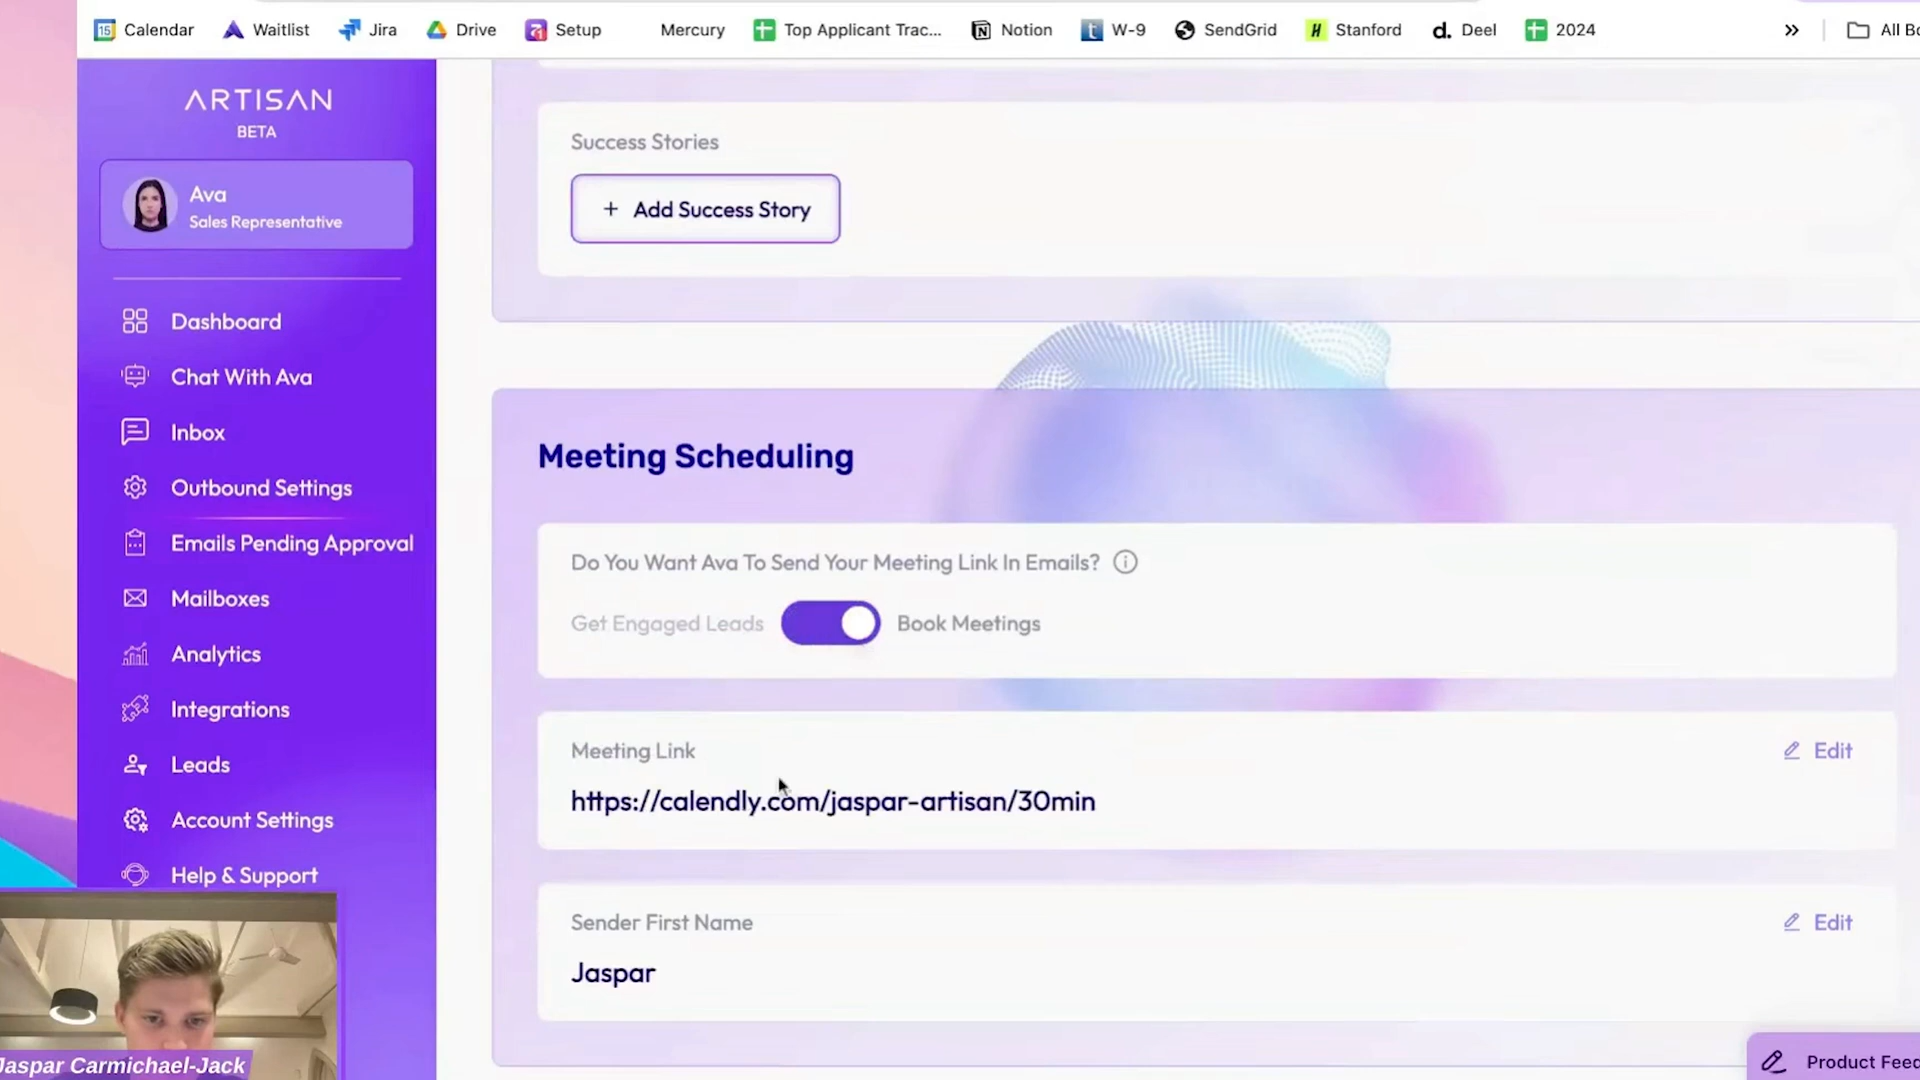 15 Calendar Waitlist Jira Drive Setup Mercury Top Applicant Trac... Notion W-9 SendGrid Stanford d. Deel 2024 » All Bo
ARTISAN
BETA
Ava
Sales Representative
Dashboard
Chat With Ava
Inbox
Outbound Settings
Emails Pending Approval
Mailboxes
Analytics
Integrations
Leads
Account Settings
Help & Support
Success Stories
+ Add Success Story
Meeting Scheduling
Do You Want Ava To Send Your Meeting Link In Emails?
Get Engaged Leads Book Meetings
Meeting Link Edit
https://calendly.com/jaspar-artisan/30min
Sender First Name Edit
Jaspar
Jaspar Carmichael-Jack
Product Feed